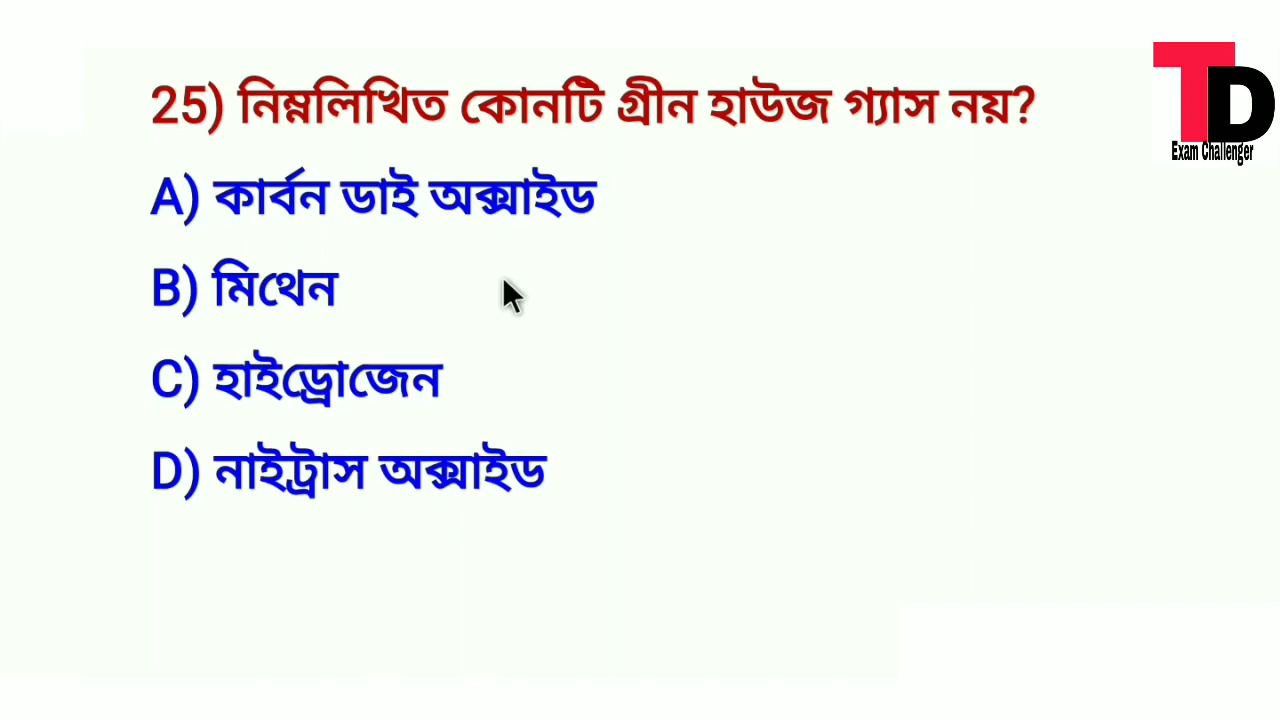 25) নিম্নলিখিত কোনটি গ্রীন হাউজ গ্যাস নয়?
A) কার্বন ডাই অক্সাইড
B) মিথেন
C) হাইড্রোজেন
D) নাইট্রাস অক্সাইড
TD
Exam Challenger